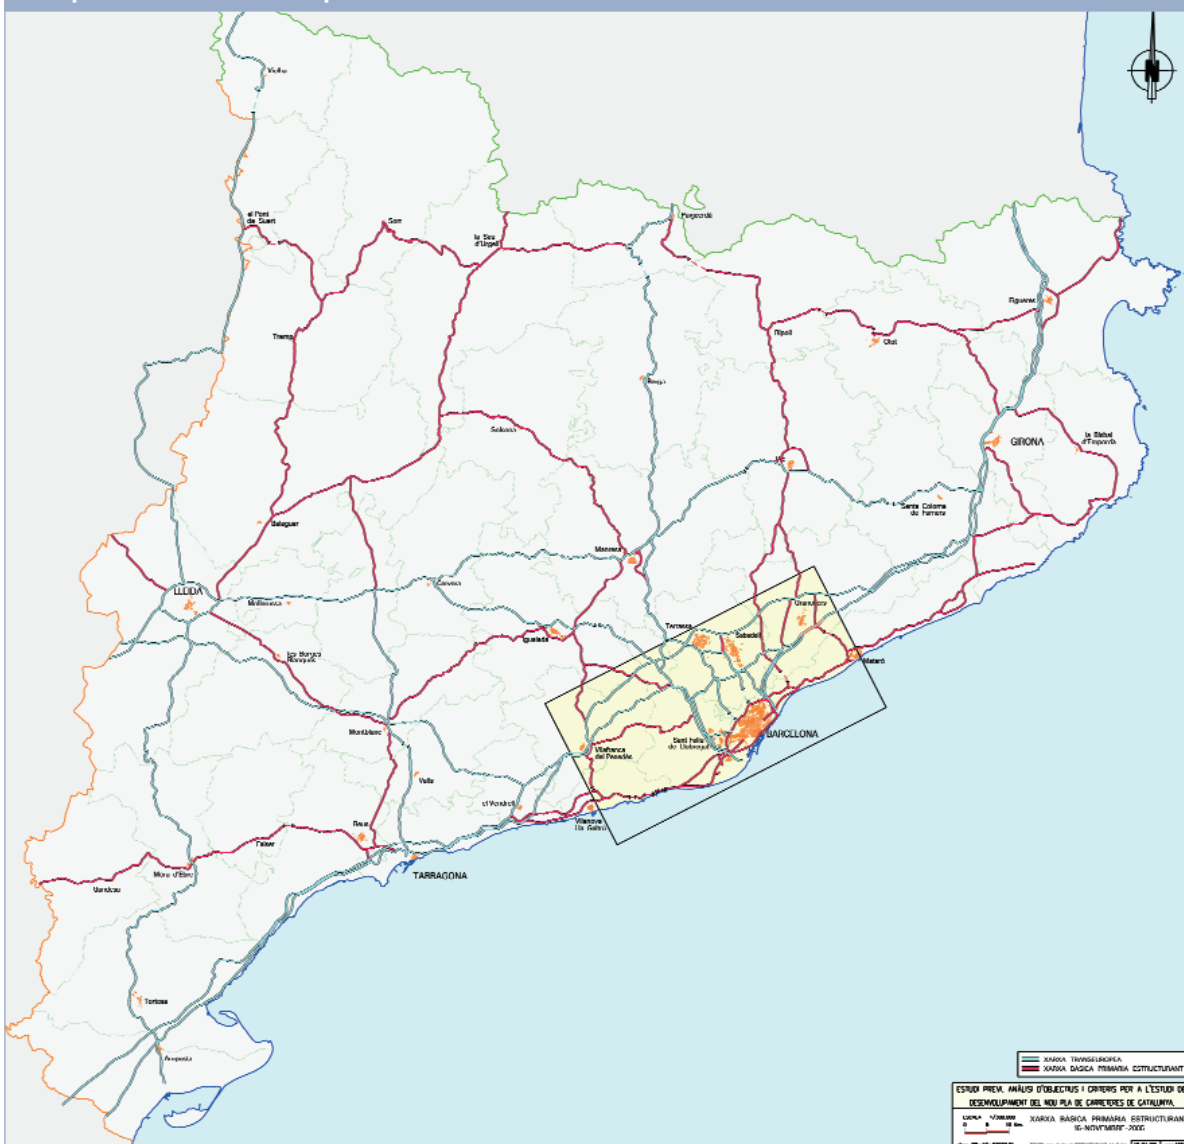 N
Vielha
el Pont
de Suert
Sort
la Seu
d'Urgell
Puigcerdà
Figueres
Tremp
Ripoll
Olot
Berga
Solsona
GIRONA
la Bisbal
d'Empordà
Vic
Santa Coloma
de Farners
Balaguer
Manresa
LLEIDA
Mollerussa
Cervera
Igualada
Terrassa
Sabadell
Granollers
les Borges
Blanques
Mataró
Montblanc
Sant Feliu
de Llobregat
BARCELONA
Vilafranca
del Penedès
Valls
el Vendrell
Vilanova
i la Geltrú
Reus
Falset
TARRAGONA
Móra d'Ebre
Gandesa
Tortosa
Amposta
XARXA TRANSEUROPEA
XARXA BÀSICA PRIMÀRIA ESTRUCTURANT
ESTUDI PREVI, ANÀLISI D'OBJECTIUS I CRITERIS PER A L'ESTUDI DE
DESENVOLUPAMENT DEL NOU PLA DE CARRETERES DE CATALUNYA.
XARXA BÀSICA PRIMÀRIA ESTRUCTURAN
16-NOVEMBRE-2005